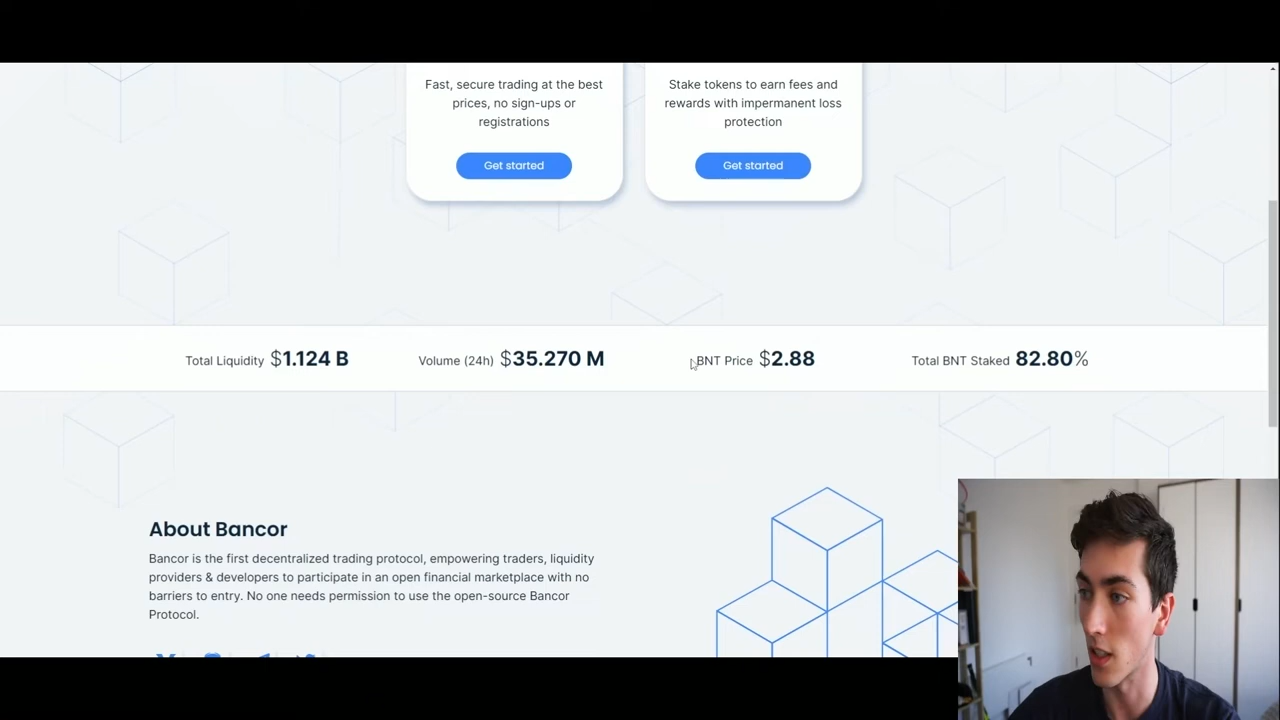 Fast, secure trading at the best
prices, no sign-ups or
registrations
Get started
Stake tokens to earn fees and
rewards with impermanent loss
protection
Get started
Total Liquidity $1.124 B
Volume (24h) $35.270 M
BNT Price $2.88
Total BNT Staked 82.80%
About Bancor
Bancor is the first decentralized trading protocol, empowering traders, liquidity
providers & developers to participate in an open financial marketplace with no
barriers to entry. No one needs permission to use the open-source Bancor
Protocol.